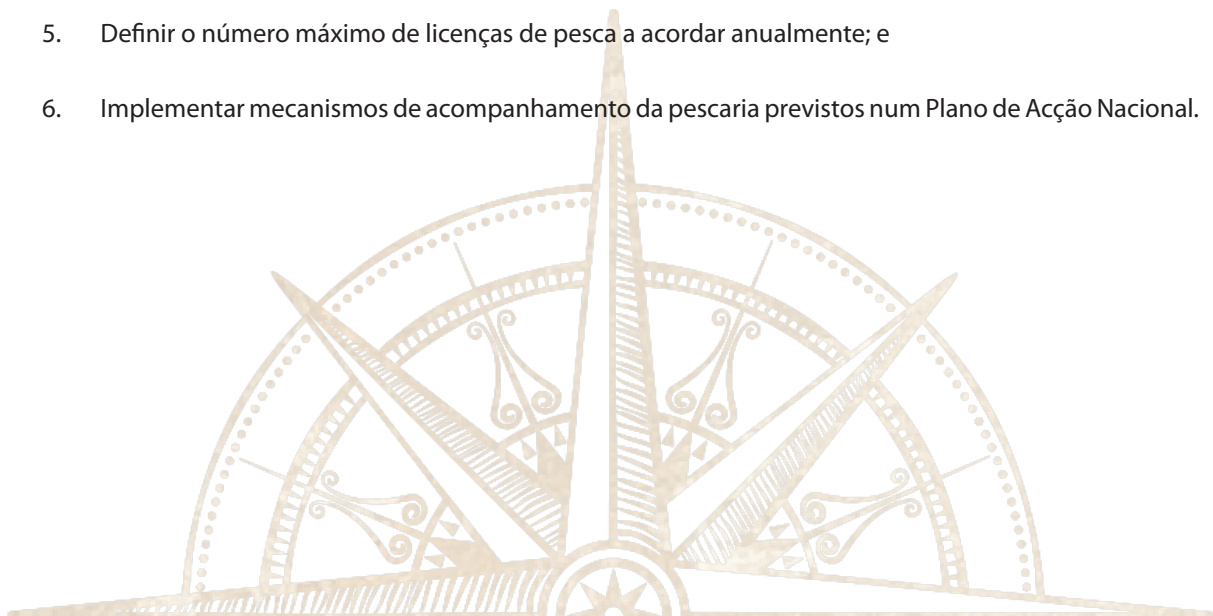 5. Definir o número máximo de licenças de pesca a acordar anualmente; e
6. Implementar mecanismos de acompanhamento da pescaria previstos num Plano de Acção Nacional.